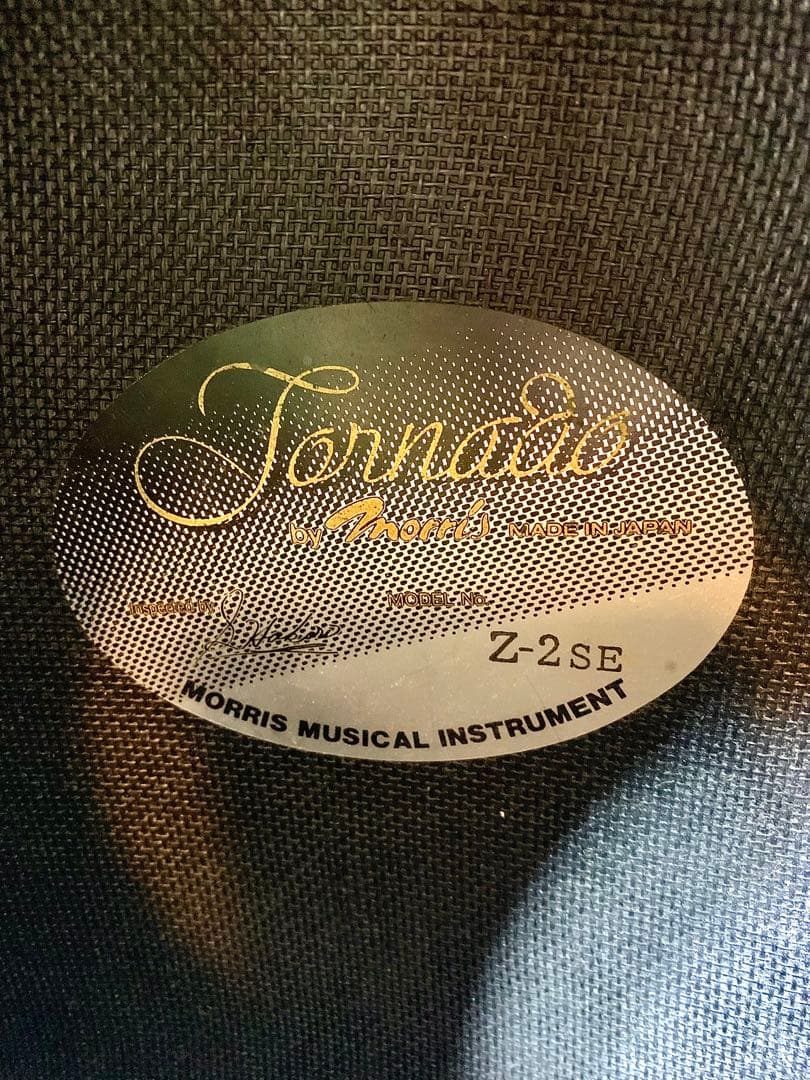 Tornado
by Morris MADE IN JAPAN
Inspected by
MODEL No.
Z-2SE
MORRIS MUSICAL INSTRUMENT